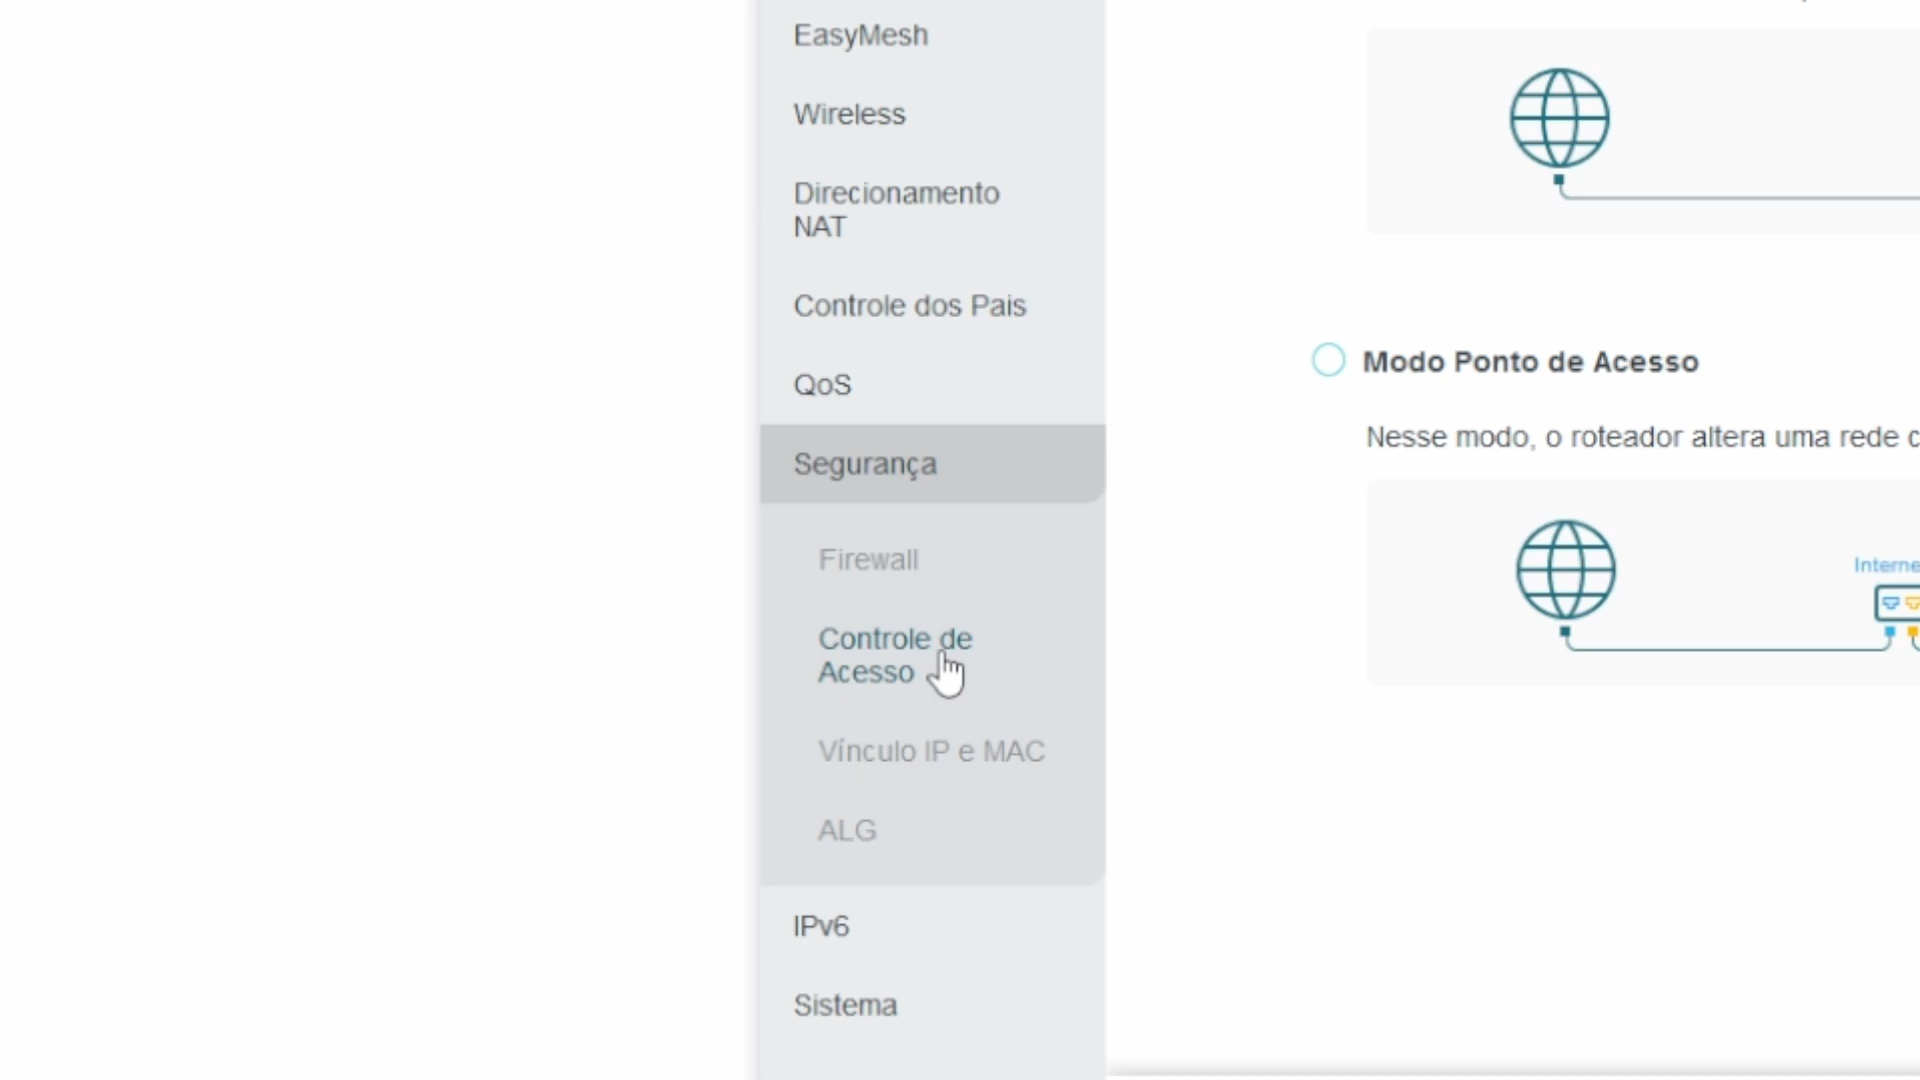 EasyMesh
Wireless
Direcionamento
NAT
Controle dos Pais
QoS
Segurança
Firewall
Controle de
Acesso
Vínculo IP e MAC
ALG
IPv6
Sistema
Modo Ponto de Acesso
Nesse modo, o roteador altera uma rede